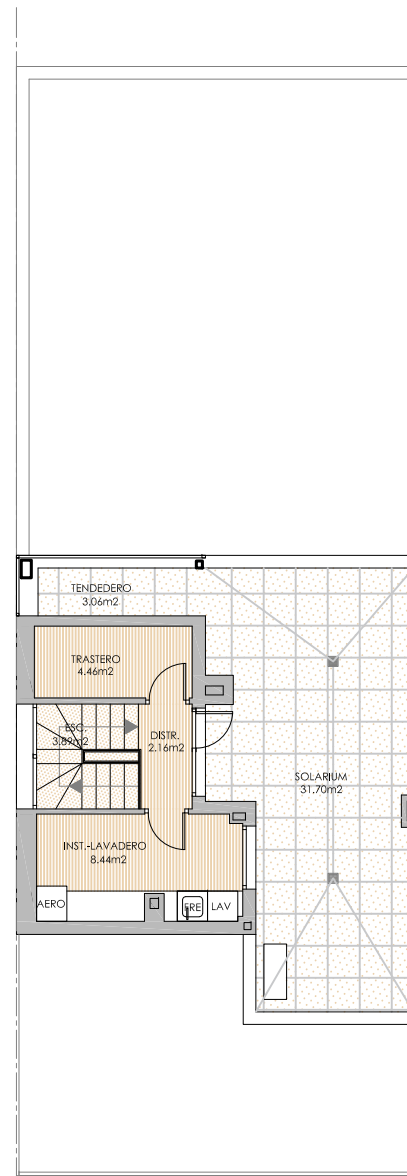 TENDEDERO
3.06m2
TRASTERO
4.46m2
ESC.
3.89m2
DISTR.
2.16m2
SOLARIUM
31.70m2
INST.-LAVADERO
8.44m2
AERO
FRE
LAV